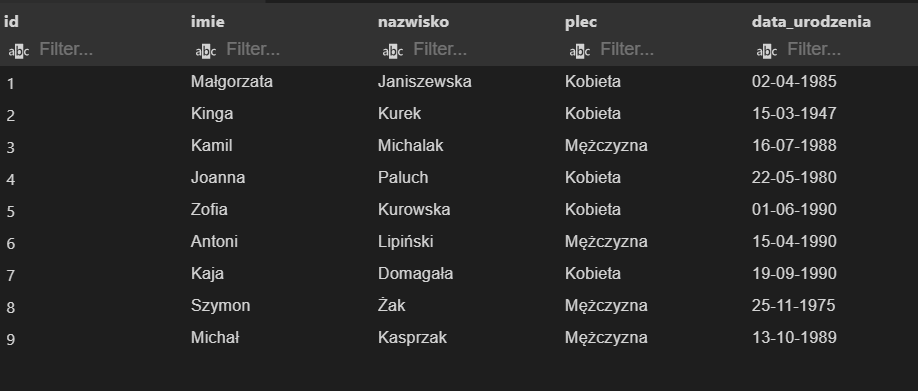 id imie nazwisko plec data_urodzenia
abc Filter... abc Filter... abc Filter... abc Filter... abc Filter...
1 Małgorzata Janiszewska Kobieta 02-04-1985
2 Kinga Kurek Kobieta 15-03-1947
3 Kamil Michalak Mężczyzna 16-07-1988
4 Joanna Paluch Kobieta 22-05-1980
5 Zofia Kurowska Kobieta 01-06-1990
6 Antoni Lipiński Mężczyzna 15-04-1990
7 Kaja Domagała Kobieta 19-09-1990
8 Szymon Żak Mężczyzna 25-11-1975
9 Michał Kasprzak Mężczyzna 13-10-1989